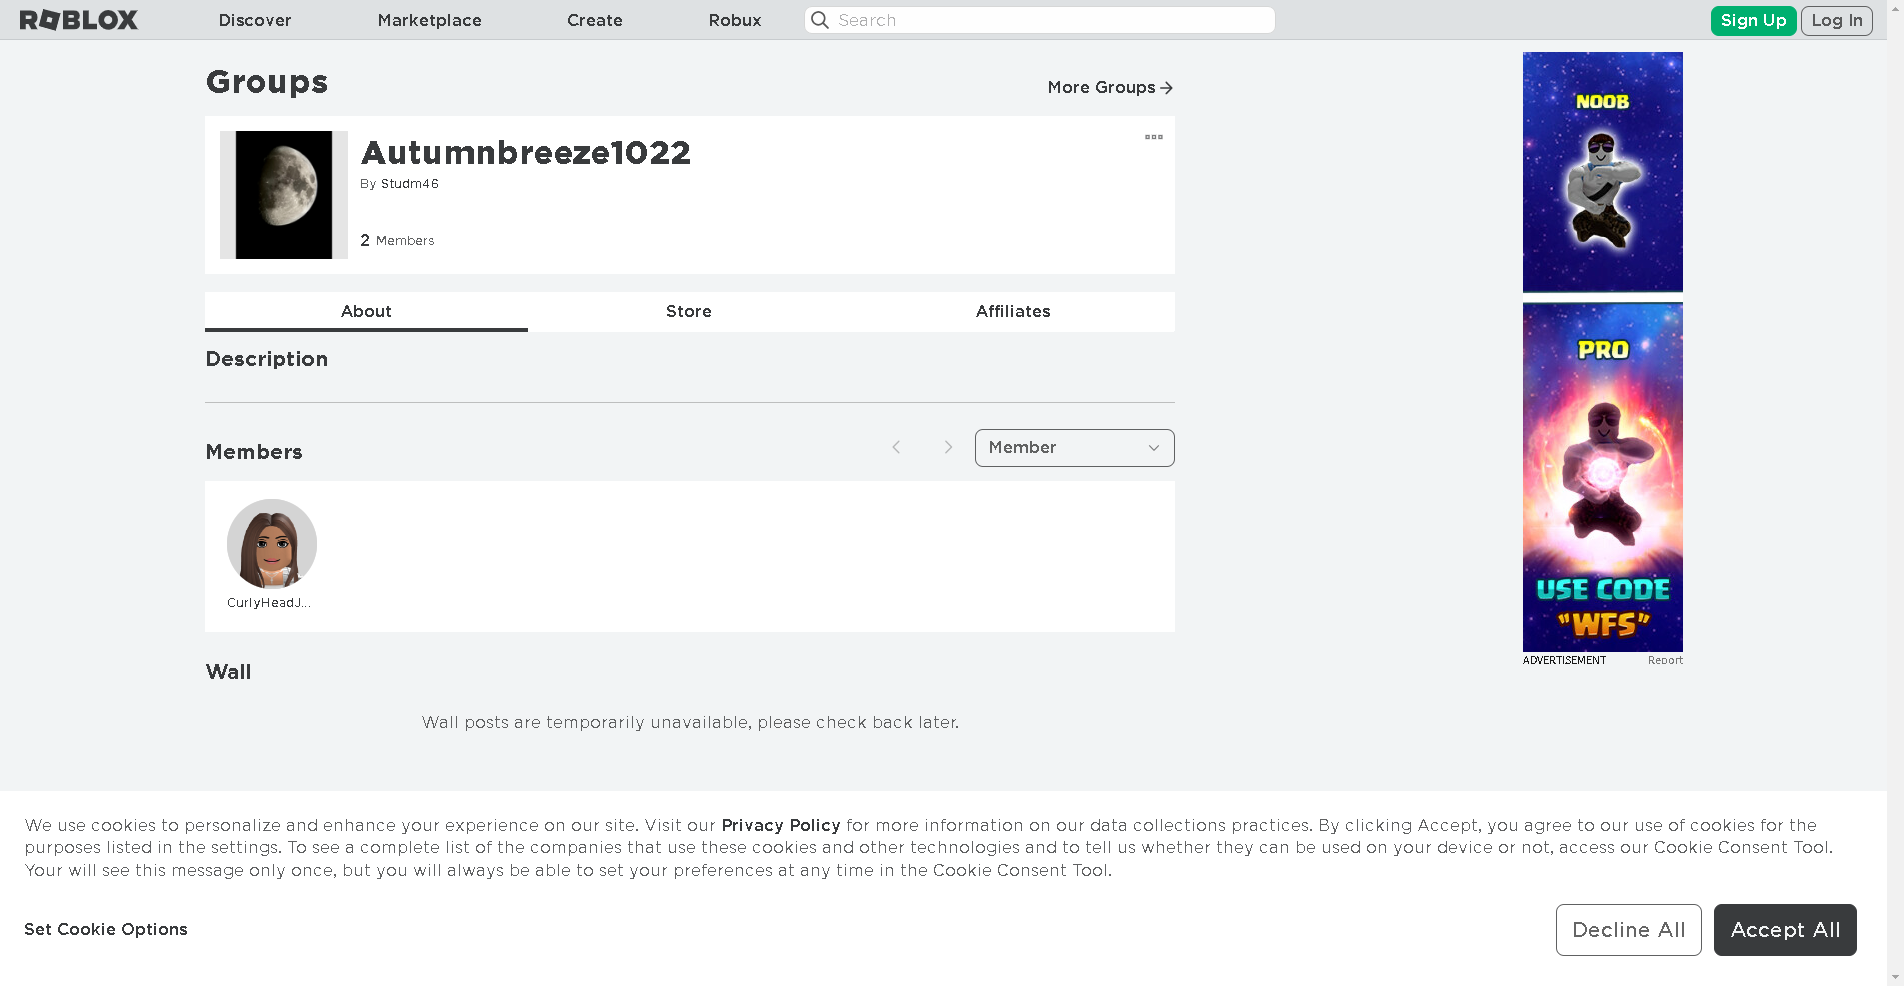 ROBLOX
Discover
Marketplace
Create
Robux
Search
Sign Up
Log In
Groups
More Groups
Autumnbreeze1022
By Studm46
2 Members
About
Store
Affiliates
Description
Members
Member
CurlyHeadJ...
Wall
Wall posts are temporarily unavailable, please check back later.
NOOB
PRO
USE CODE
"WFS"
ADVERTISEMENT
Report
We use cookies to personalize and enhance your experience on our site. Visit our Privacy Policy for more information on our data collections practices. By clicking Accept, you agree to our use of cookies for the
purposes listed in the settings. To see a complete list of the companies that use these cookies and other technologies and to tell us whether they can be used on your device or not, access our Cookie Consent Tool.
Your will see this message only once, but you will always be able to set your preferences at any time in the Cookie Consent Tool.
Set Cookie Options
Decline All
Accept All